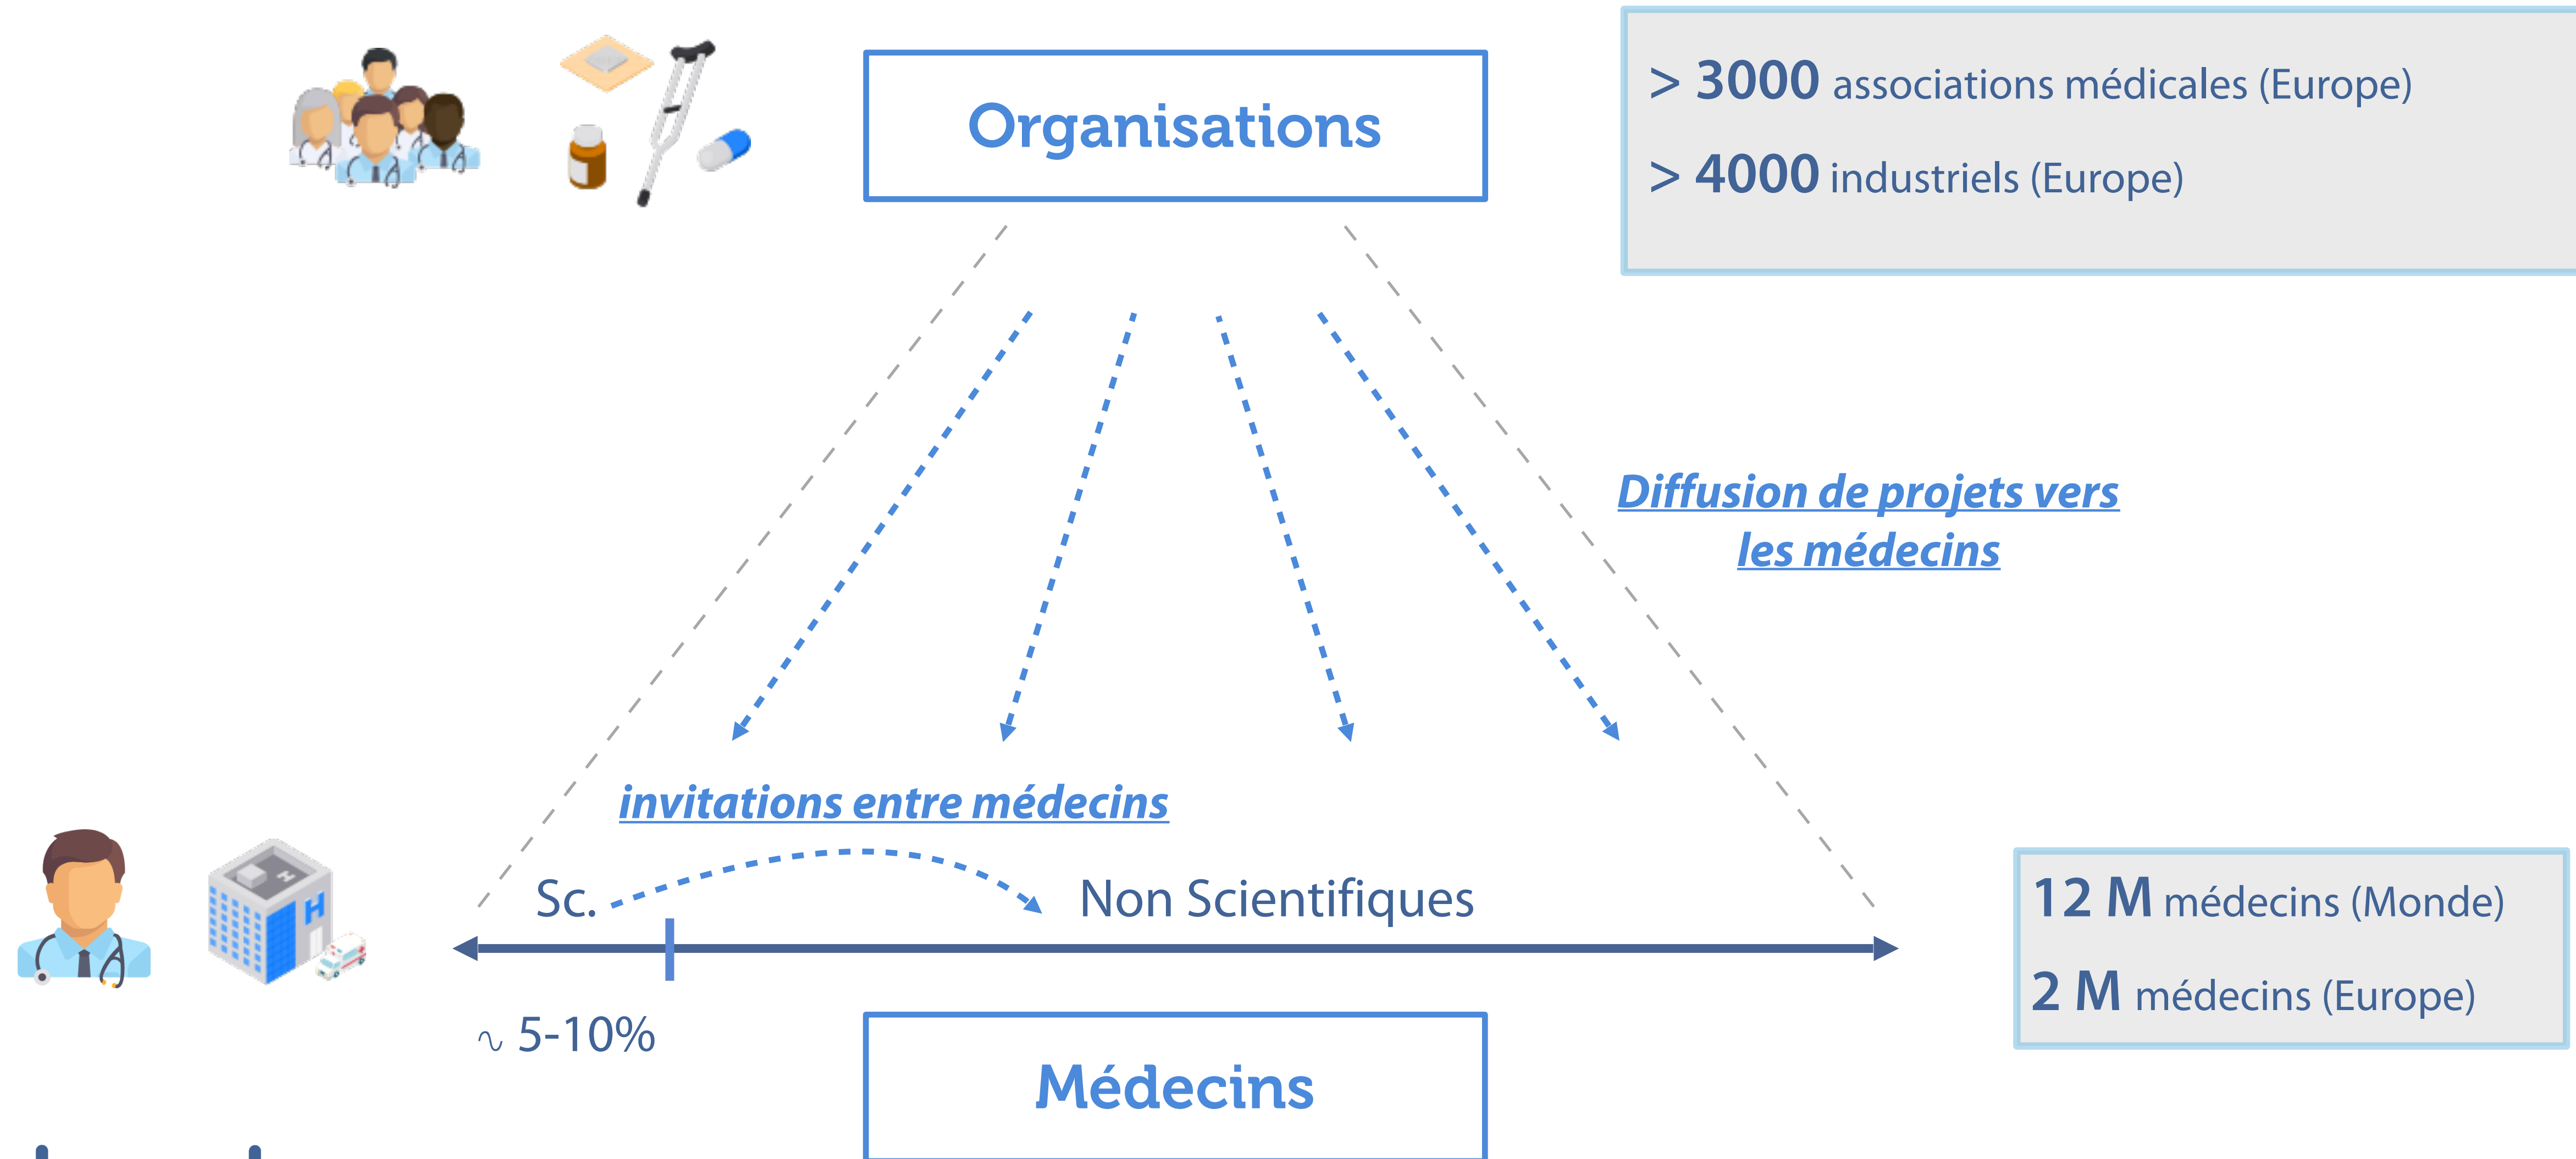 Organisations
> 3000 associations médicales (Europe)
> 4000 industriels (Europe)
Diffusion de projets vers
les médecins
invitations entre médecins
Sc.
Non Scientifiques
12 M médecins (Monde)
2 M médecins (Europe)
∿ 5-10%
Médecins